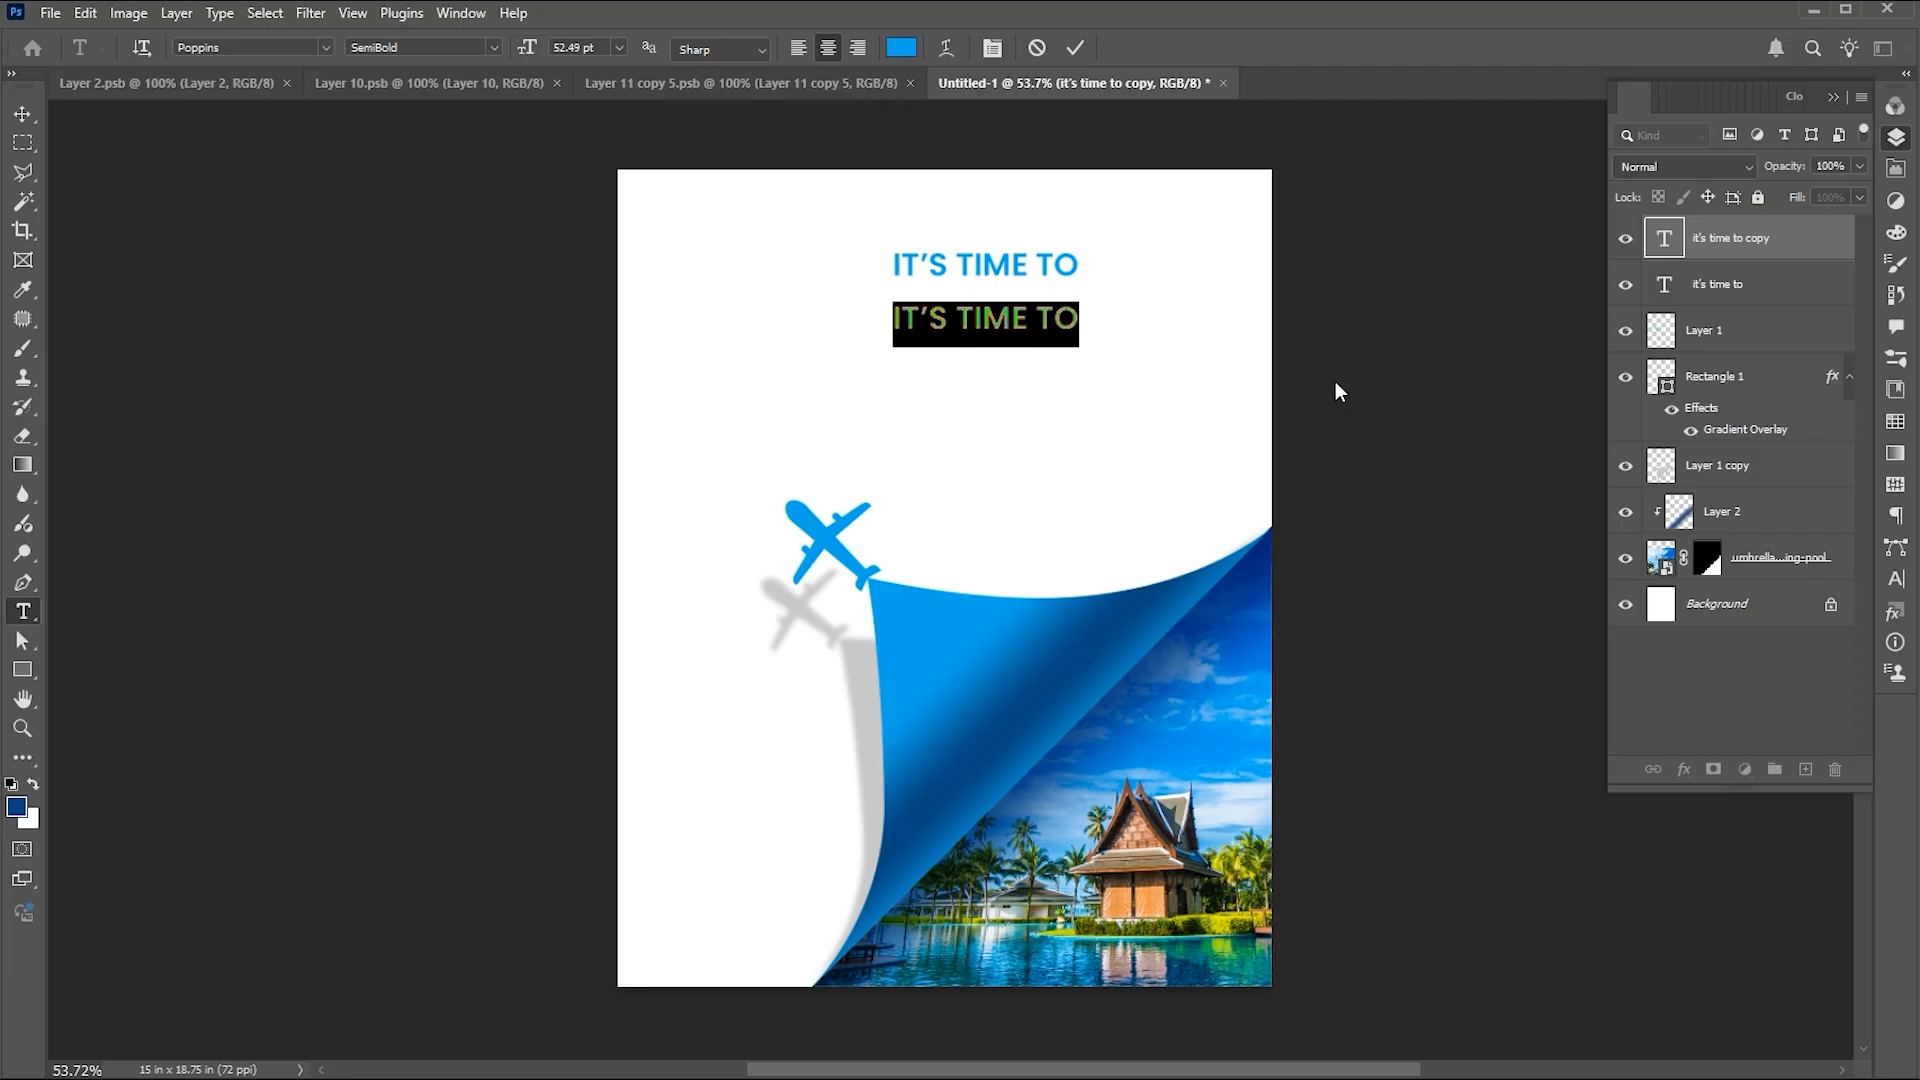 Ps File Edit Image Layer Type Select Filter View Plugins Window Help
T Poppins SemiBold 52.49 pt aa Sharp
Layer 2.psb @ 100% (Layer 2, RGB/8) × Layer 10.psb @ 100% (Layer 10, RGB/8) × Layer 11 copy 5.psb @ 100% (Layer 11 copy 5, RGB/8) × Untitled-1 @ 53.7% (it's time to copy, RGB/8) * ×
Clo
Kind
Normal Opacity: 100%
Lock: Fill: 100%
IT'S TIME TO
IT'S TIME TO
it's time to copy
it's time to
Layer 1
Rectangle 1 fx
Effects
Gradient Overlay
Layer 1 copy
Layer 2
umbrella...ing-pool
Background
53.72% 15 in x 18.75 in (72 ppi)